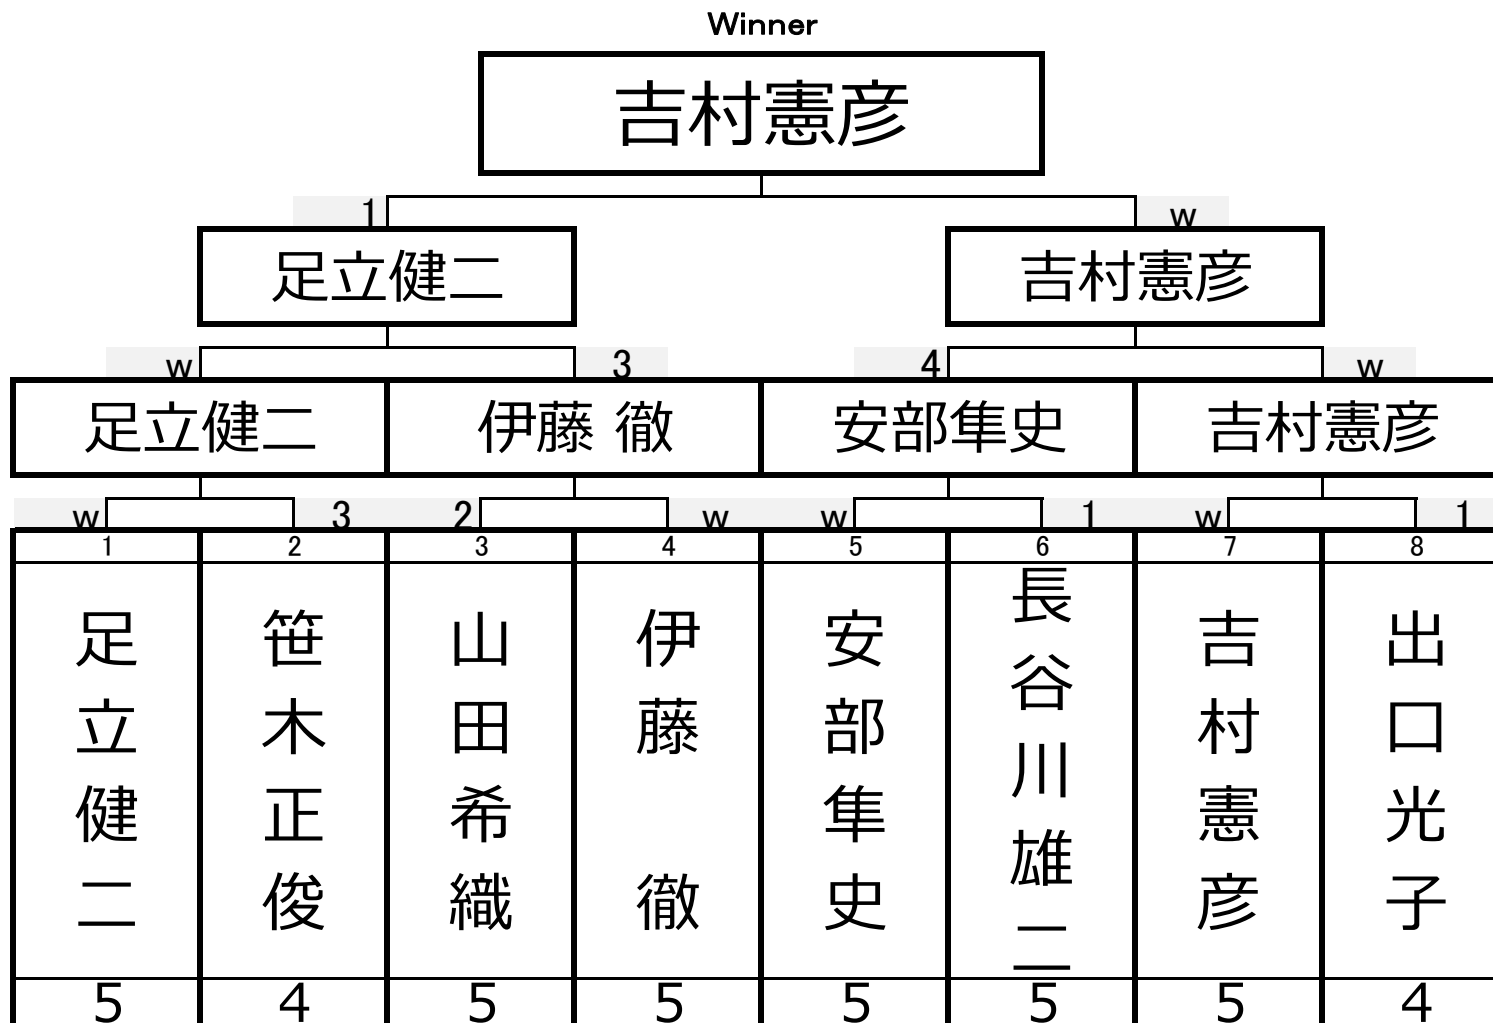 Winner
吉村憲彦
1 w
足立健二 吉村憲彦
w 3 4 w
足立健二 伊藤 徹 安部隼史 吉村憲彦
w 3 2 w w 1 w 1
1 2 3 4 5 6 7 8
足立健二
笹木正俊
山田希織
伊藤 徹
安部隼史
長谷川雄二
吉村憲彦
出口光子
5 4 5 5 5 5 5 4